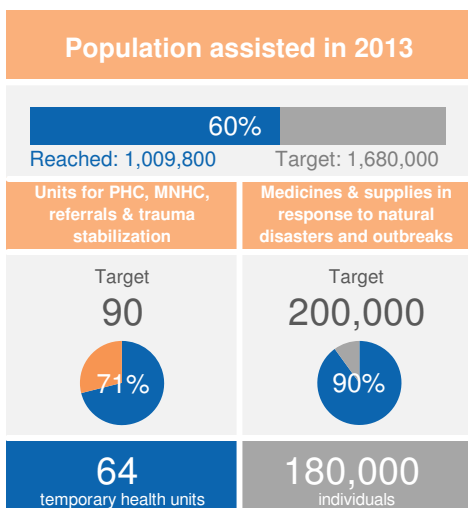 Population assisted in 2013
60%
Reached: 1,009,800 Target: 1,680,000
Units for PHC, MNHC,
referrals & trauma
stabilization
Medicines & supplies in
response to natural
disasters and outbreaks
Target
90
71%
Target
200,000
90%
64
temporary health units
180,000
individuals